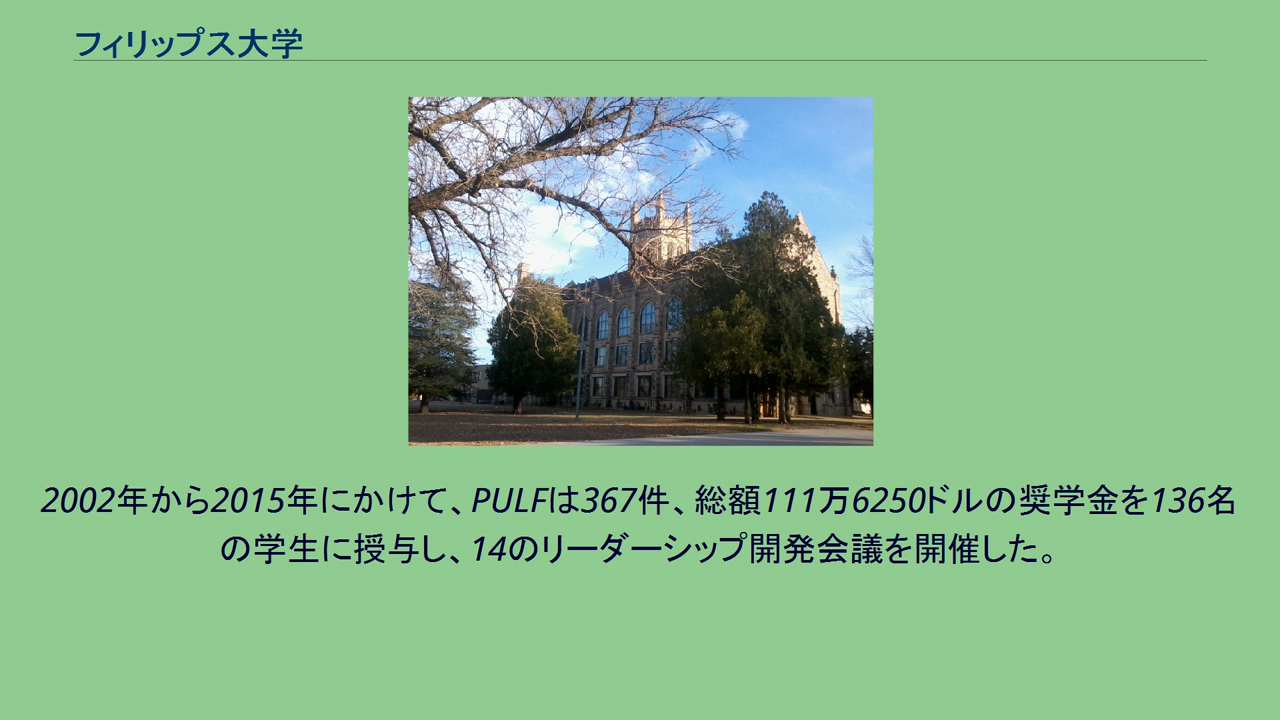 フィリップス大学
2002年から2015年にかけて、PULFは367件、総額111万6250ドルの奨学金を136名
の学生に授与し、14のリーダーシップ開発会議を開催した。